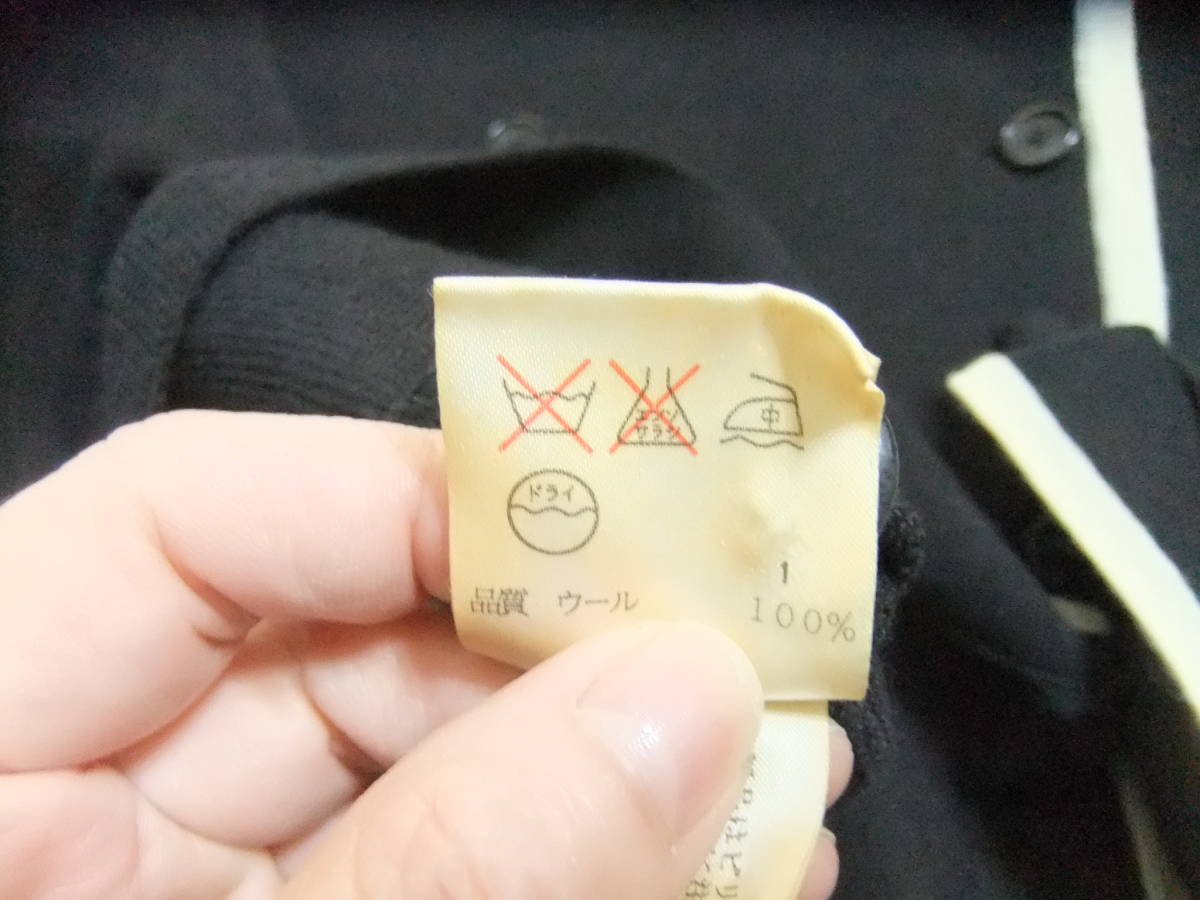 エンソ
サラシ
中
ドライ
1
品質 ウール 100%